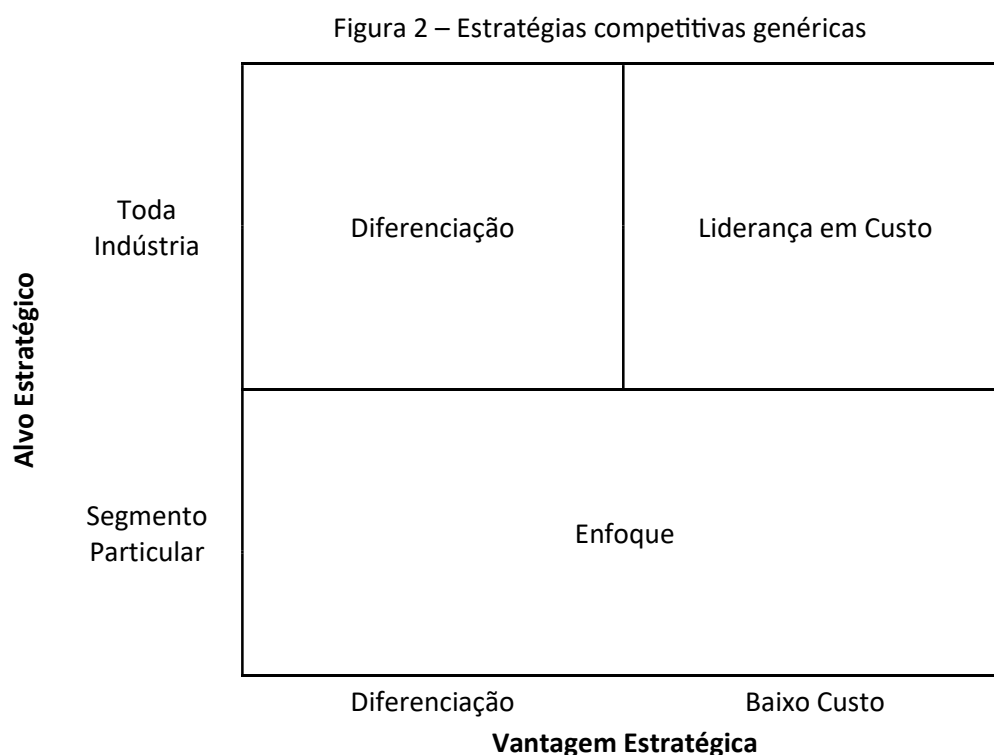 Figura 2 – Estratégias competitivas genéricas
Toda
Indústria
Diferenciação
Liderança em Custo
Alvo Estratégico
Segmento
Particular
Enfoque
Diferenciação
Baixo Custo
Vantagem Estratégica